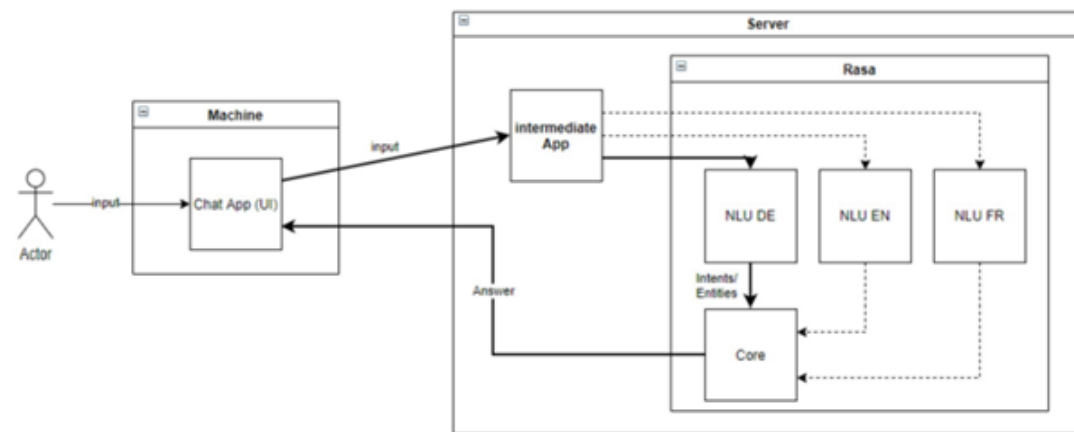 Server
Rasa
Machine
intermediate
App
input
input
Chat App (UI)
Actor
NLU DE
NLU EN
NLU FR
Intents/
Entities
Answer
Core